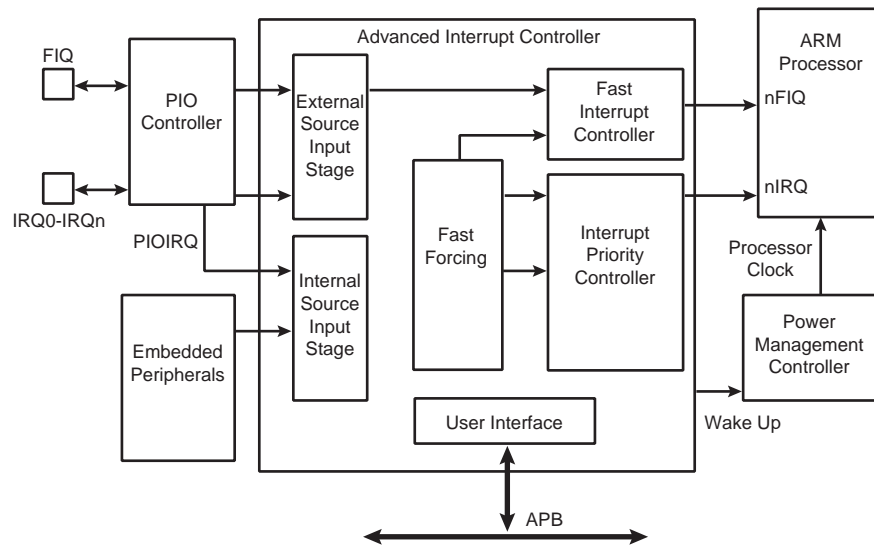 FIQ
IRQ0-IRQn
PIO
Controller
PIOIRQ
Embedded
Peripherals
Advanced Interrupt Controller
External
Source
Input
Stage
Internal
Source
Input
Stage
Fast
Forcing
Fast
Interrupt
Controller
Interrupt
Priority
Controller
User Interface
APB
ARM
Processor
nFIQ
nIRQ
Processor
Clock
Power
Management
Controller
Wake Up